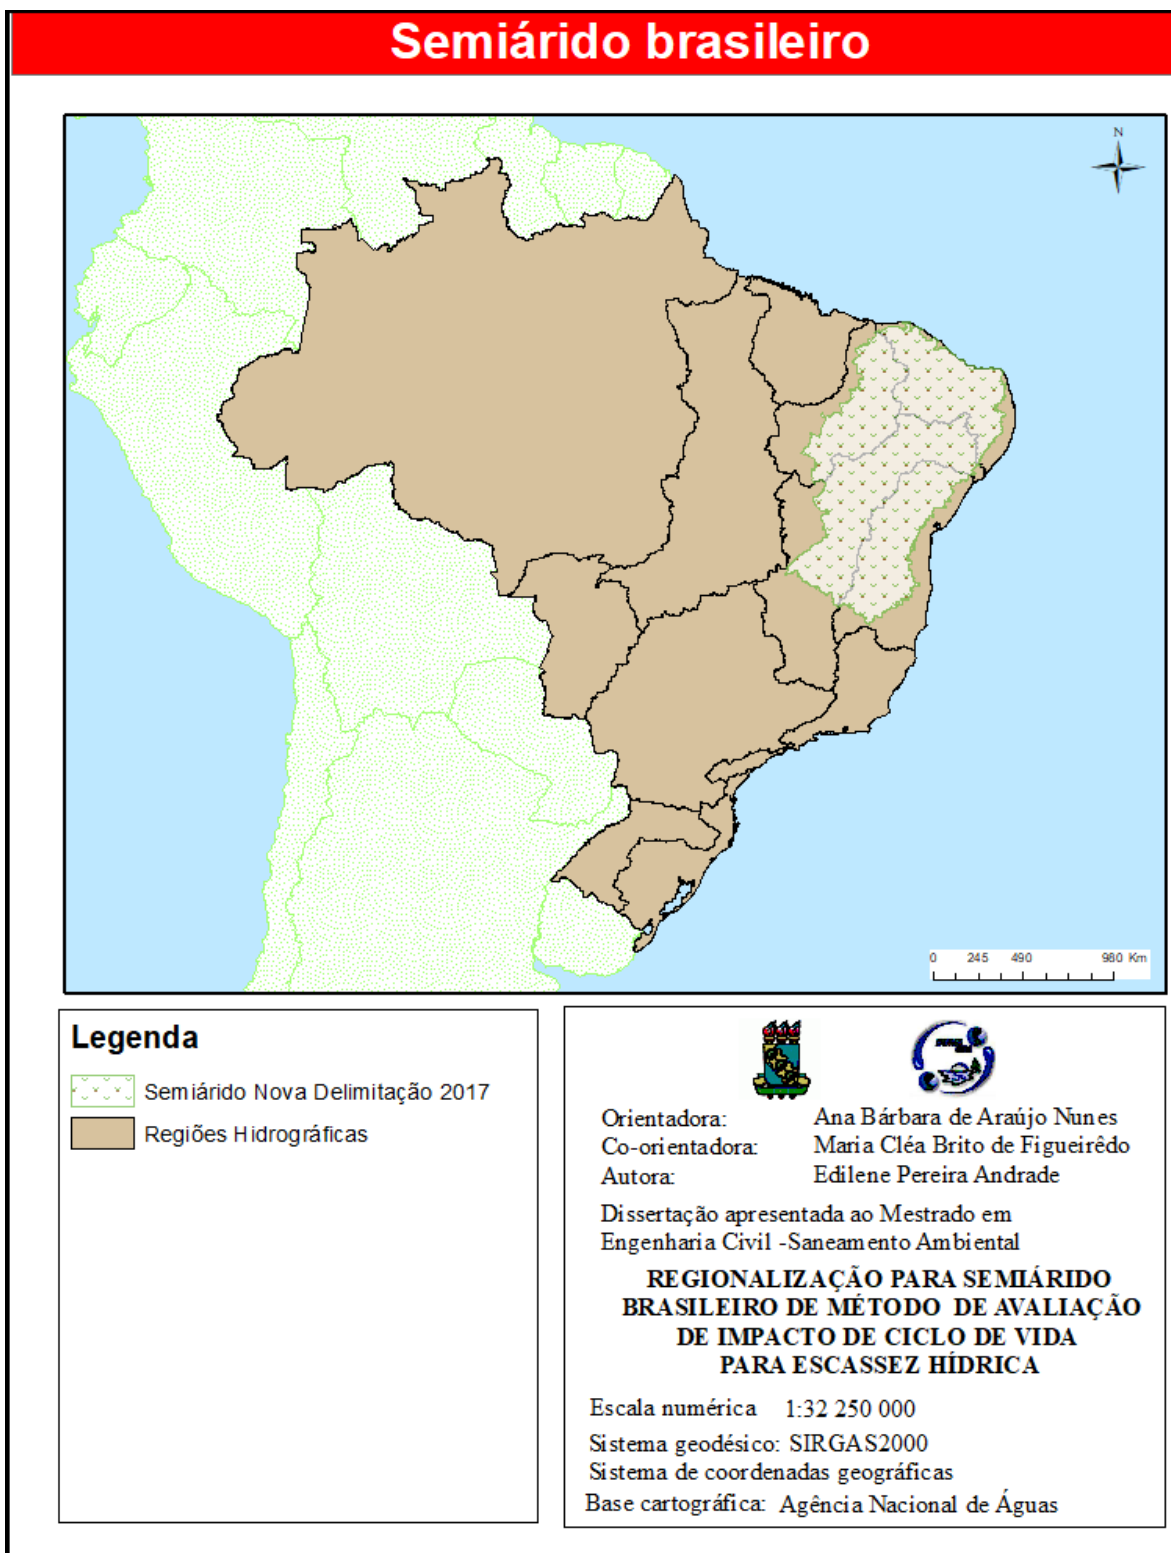 Semiárido brasileiro
N
0 245 490 980 Km
Legenda
Semiárido Nova Delimitação 2017
Regiões Hidrográficas
Orientadora: Ana Bárbara de Araújo Nunes
Co-orientadora: Maria Cléa Brito de Figueirêdo
Autora: Edilene Pereira Andrade
Dissertação apresentada ao Mestrado em
Engenharia Civil -Saneamento Ambiental
REGIONALIZAÇÃO PARA SEMIÁRIDO
BRASILEIRO DE MÉTODO DE AVALIAÇÃO
DE IMPACTO DE CICLO DE VIDA
PARA ESCASSEZ HÍDRICA
Escala numérica 1:32 250 000
Sistema geodésico: SIRGAS2000
Sistema de coordenadas geográficas
Base cartográfica: Agência Nacional de Águas